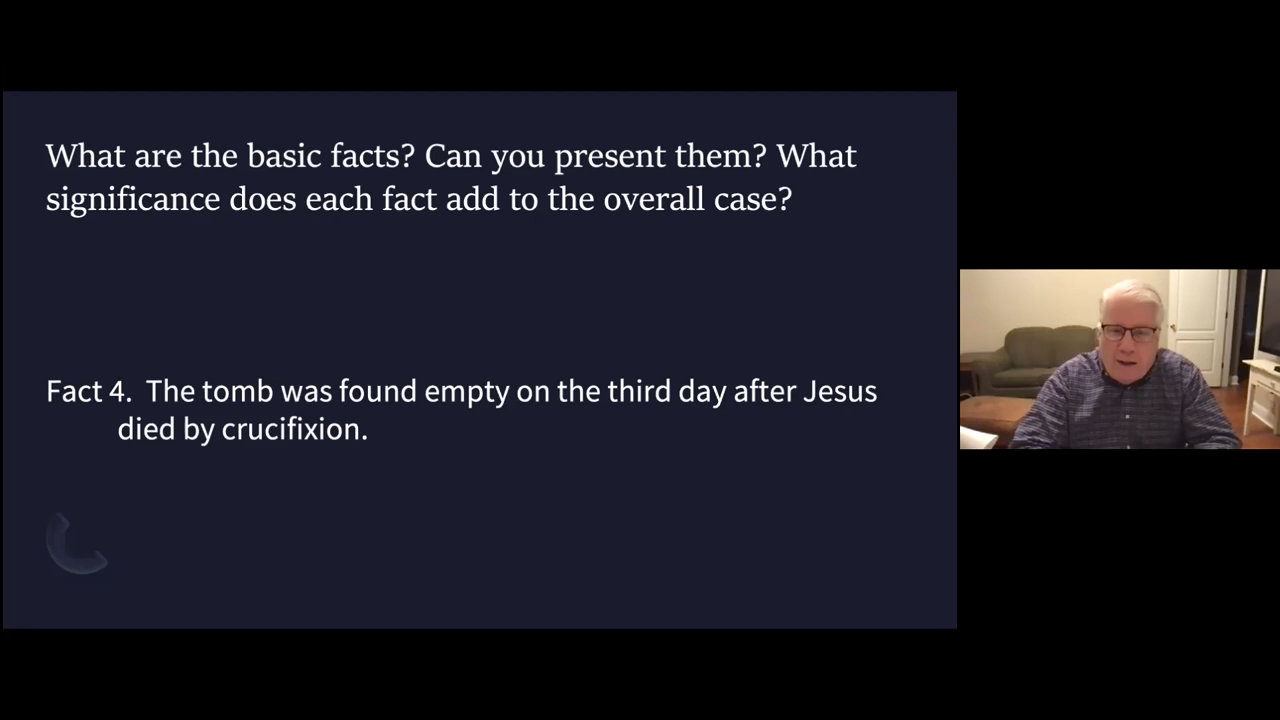 What are the basic facts? Can you present them? What
significance does each fact add to the overall case?
Fact 4. The tomb was found empty on the third day after Jesus
died by crucifixion.